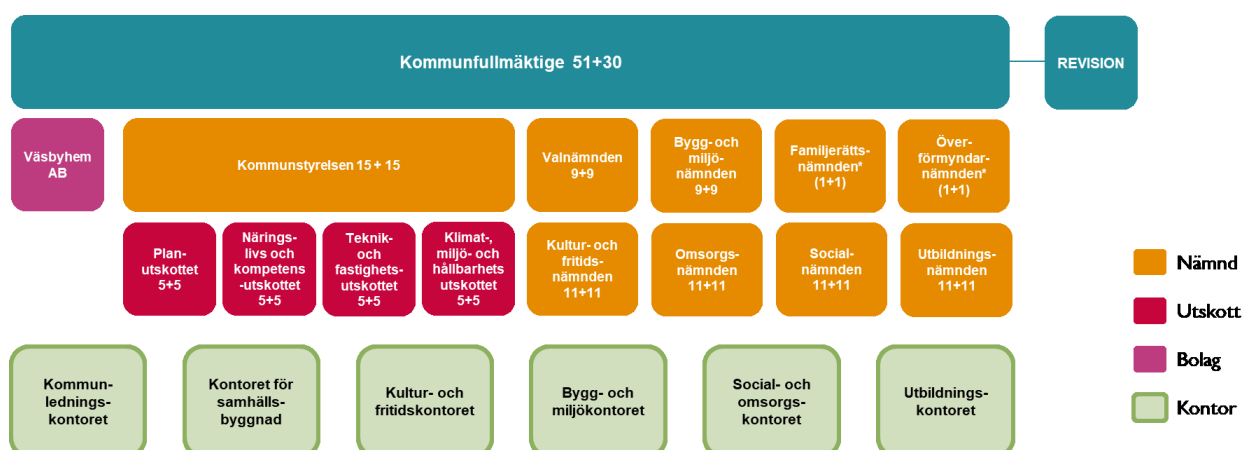 Kommunfullmäktige 51+30
REVISION
Väsbyhem
AB
Kommunstyrelsen 15+ 15
Valnämnden
9+9
Bygg- och
miljö-
nämnden
9+9
Familjerätts-
nämnden*
(1+1)
Över-
förmyndar-
nämnden*
(1+1)
Plan-
utskottet
5+5
Närings-
livs och
kompetens
-utskottet
5+5
Teknik-
och
fastighets-
utskottet
5+5
Klimat-,
miljö- och
hållbarhets
utskottet
5+5
Kultur- och
fritids-
nämnden
11+11
Omsorgs-
nämnden
11+11
Social-
nämnden
11+11
Utbildnings-
nämnden
11+11
Nämnd
Utskott
Bolag
Kontor
Kommun-
lednings-
kontoret
Kontoret för
samhälls-
byggnad
Kultur- och
fritidskontoret
Bygg- och
miljökontoret
Social- och
omsorgs-
kontoret
Utbildnings-
kontoret